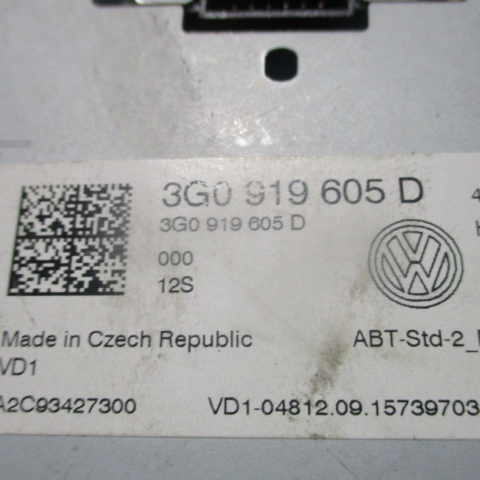 3G0 919 605 D
3G0 919 605 D
000
12S
Made in Czech Republic
ABT-Std-2_
VD1
A2C93427300
VD1-04812.09.15739703